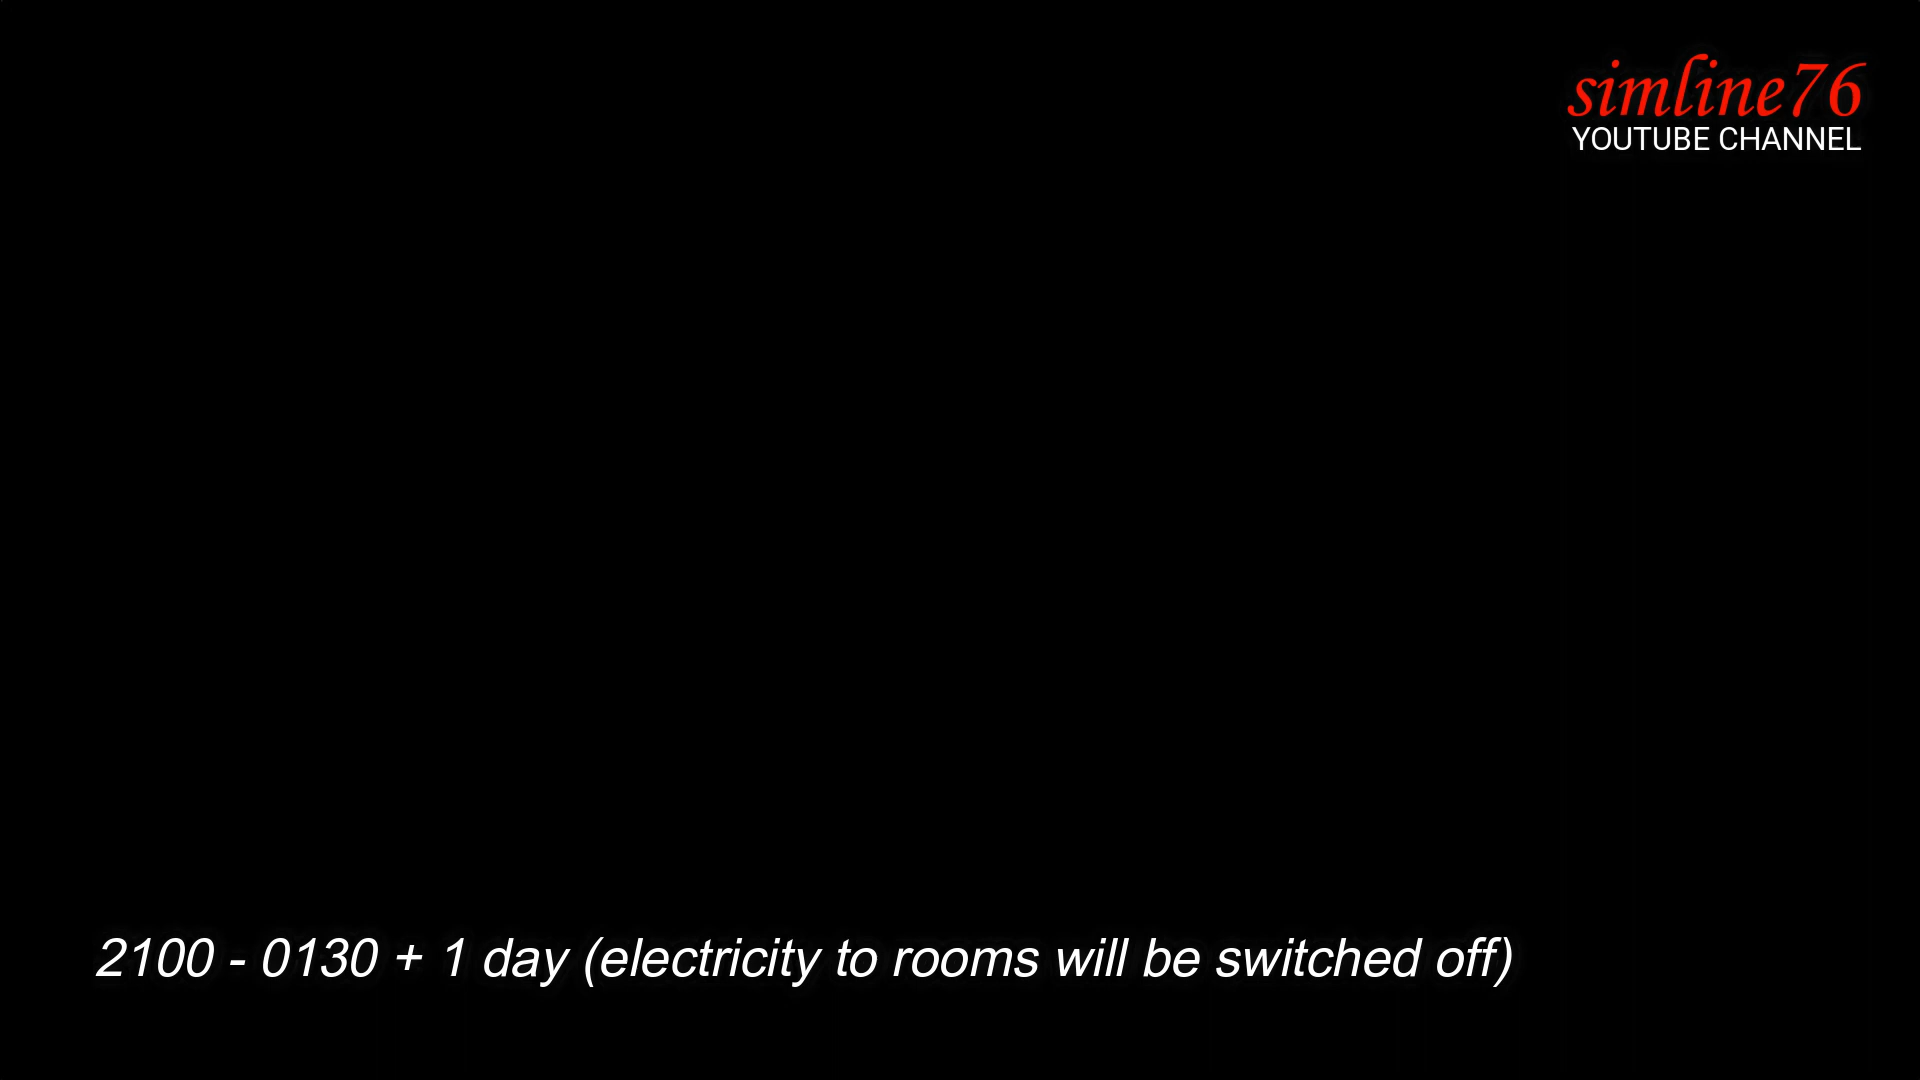 simline76
YOUTUBE CHANNEL
2100 - 0130 + 1 day (electricity to rooms will be switched off)